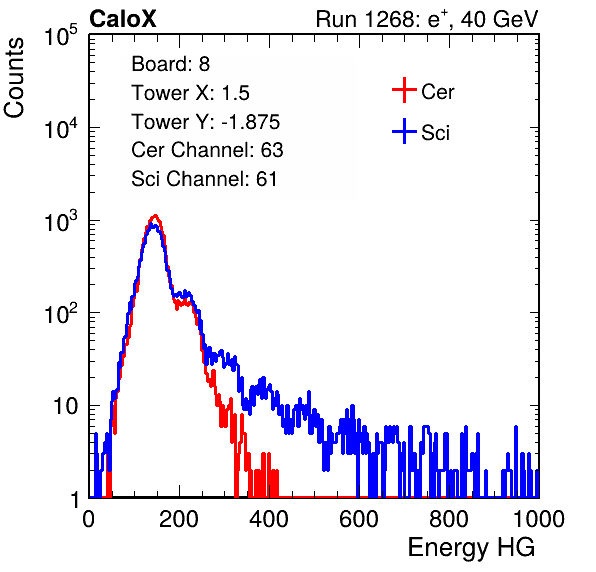 CaloX Run 1268: e⁺, 40 GeV
Counts
10⁵
10⁴
10³
10²
10
1
Board: 8
Tower X: 1.5
Tower Y: -1.875
Cer Channel: 63
Sci Channel: 61
Cer
Sci
0 200 400 600 800 1000
Energy HG